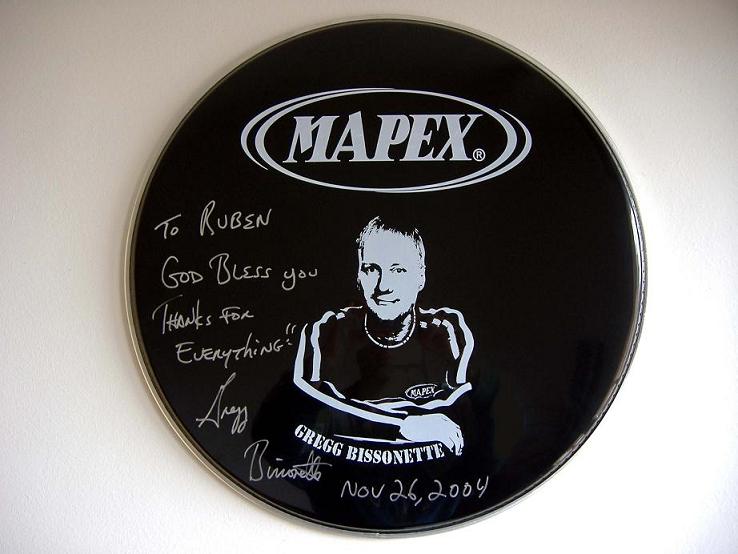 MAPEX®
To RUBEN
GOD BLESS you
THANKS FOR
EVERYTHING"
MAPEX
GREGG BISSONETTE
Gregg
Bissonette
NOV 26, 2004